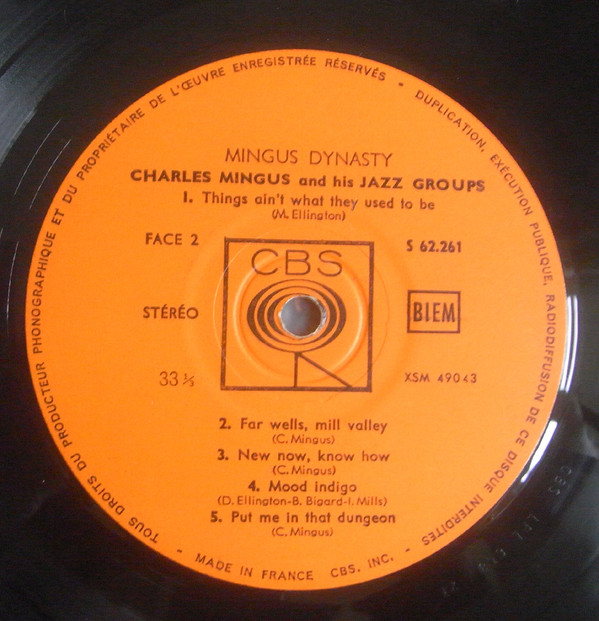 TOUS DROITS DU PRODUCTEUR PHONOGRAPHIQUE ET DU PROPRIÉTAIRE DE L'ŒUVRE ENREGISTRÉE RÉSERVÉS - DUPLICATION, EXÉCUTION PUBLIQUE, RADIODIFFUSION DE CE DISQUE INTERDITES
MINGUS DYNASTY
CHARLES MINGUS and his JAZZ GROUPS
1. Things ain't what they used to be
(M. Ellington)
FACE 2
S 62.261
CBS
STÉRÉO
BIEM
33 ⅓
XSM 49043
2. Far wells, mill valley
(C. Mingus)
3. New now, know how
(C. Mingus)
4. Mood indigo
(D. Ellington-B. Bigard-I. Mills)
5. Put me in that dungeon
(C. Mingus)
- MADE IN FRANCE CBS. INC. -